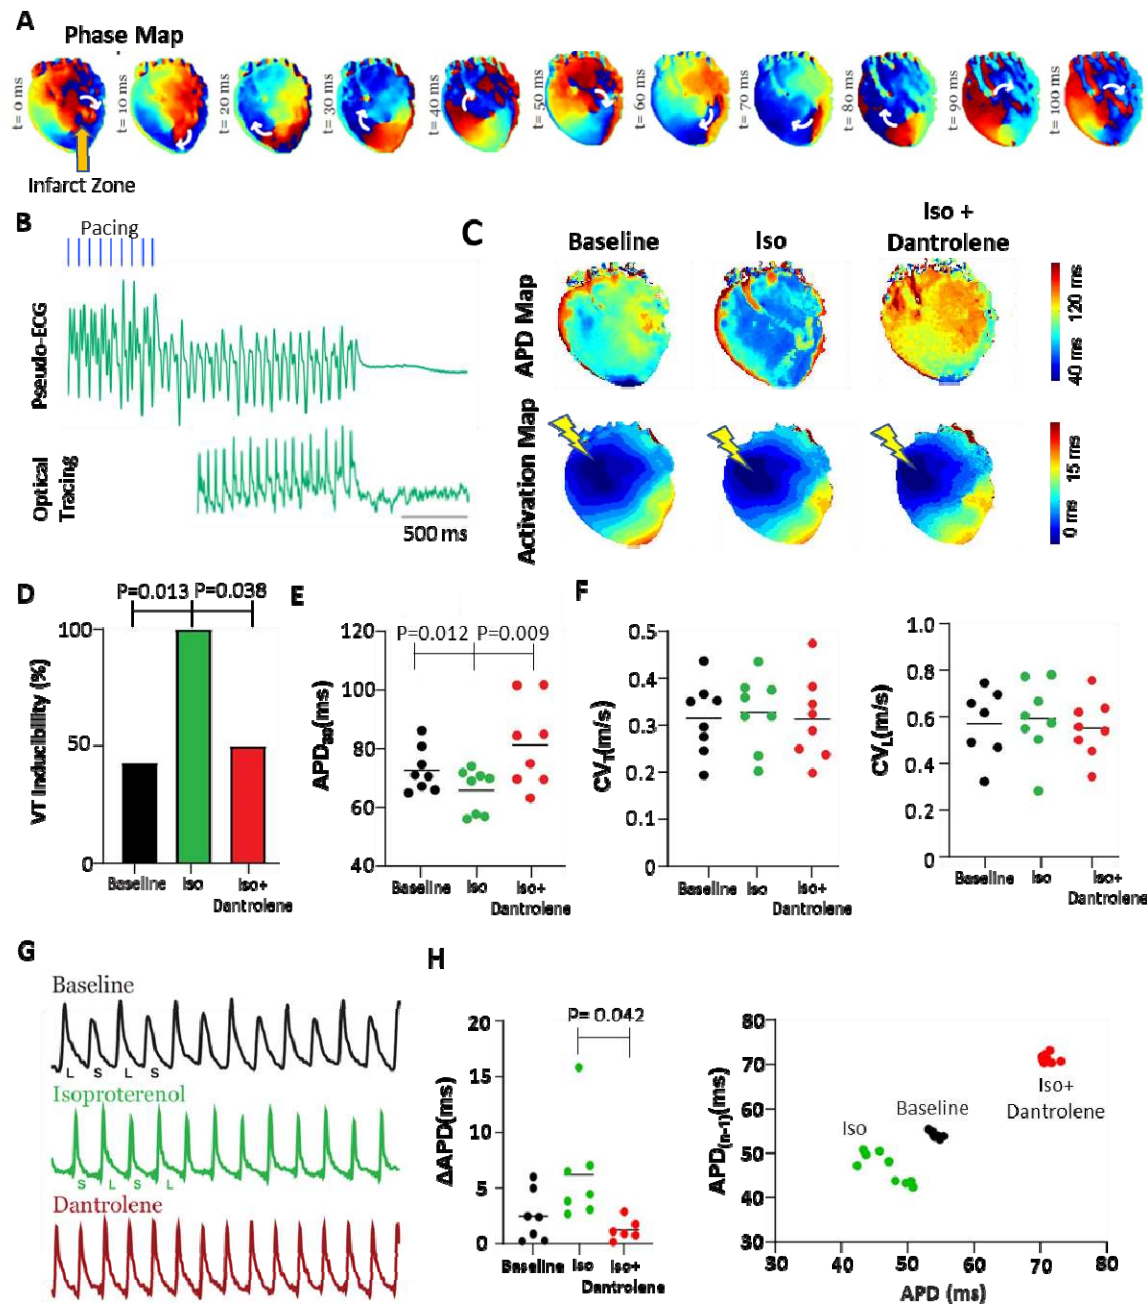 A
Phase Map
t= 0 ms
t= 10 ms
t= 20 ms
t= 30 ms
t= 40 ms
t= 50 ms
t= 60 ms
t= 70 ms
t= 80 ms
t= 90 ms
t= 100 ms
Infarct Zone
B
Pacing
Pseudo-ECG
Optical
Tracing
500 ms
C
Baseline
Iso
Iso +
Dantrolene
APD Map
40 ms 120 ms
Activation Map
0 ms 15 ms
D
P=0.013 P=0.038
VT Inducibility (%)
100
50
0
Baseline Iso Iso+
Dantrolene
E
P=0.012 P=0.009
APD80(ms)
120
100
80
60
40
Baseline Iso Iso+
Dantrolene
F
CVT(m/s)
0.5
0.4
0.3
0.2
0.1
0
Baseline Iso Iso+
Dantrolene
CVL(m/s)
1.0
0.8
0.6
0.4
0.2
0
Baseline Iso Iso+
Dantrolene
G
Baseline
L S L S
Isoproterenol
S L S L
Dantrolene
H
P= 0.042
ΔAPD(ms)
20
15
10
5
0
Baseline Iso Iso+
Dantrolene
APD(n-1)(ms)
80
70
60
50
40
30
Iso
Baseline
Iso+
Dantrolene
30 40 50 60 70 80
APD (ms)